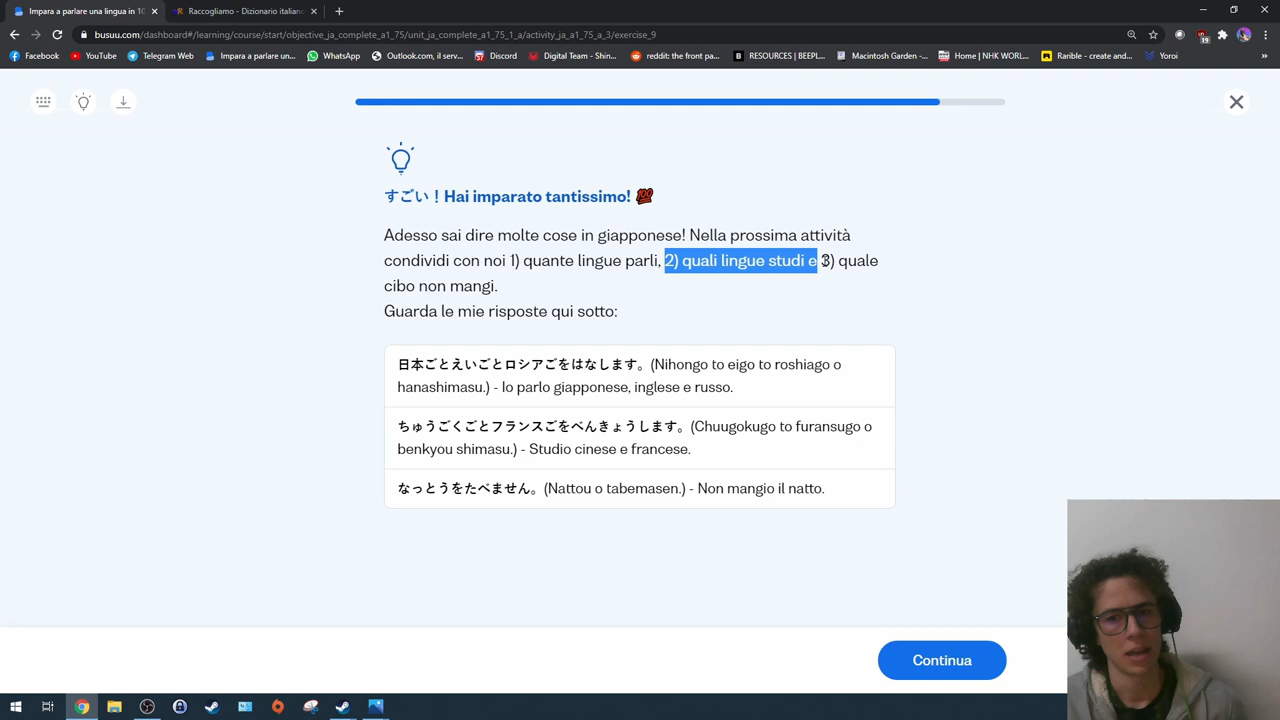 Impara a parlare una lingua in 10
Raccogliamo - Dizionario italiano
busuu.com/dashboard#/learning/course/start/objective_ja_complete_a1_75/unit_ja_complete_a1_75_1_a/activity_ja_a1_75_a_3/exercise_9
19
Facebook
YouTube
Telegram Web
Impara a parlare un...
WhatsApp
Outlook.com, il serv...
Discord
Digital Team - Shin...
reddit: the front pa...
RESOURCES | BEEPL...
Macintosh Garden -...
Home | NHK WORL...
Rarible - create and...
Yoroi
»
すごい！Hai imparato tantissimo! 💯
Adesso sai dire molte cose in giapponese! Nella prossima attività
condividi con noi 1) quante lingue parli, 2) quali lingue studi e 3) quale
cibo non mangi.
Guarda le mie risposte qui sotto:
日本ごとえいごとロシアごをはなします。(Nihongo to eigo to roshiago o
hanashimasu.) - Io parlo giapponese, inglese e russo.
ちゅうごくごとフランスごをべんきょうします。(Chuugokugo to furansugo o
benkyou shimasu.) - Studio cinese e francese.
なっとうをたべません。(Nattou o tabemasen.) - Non mangio il natto.
Continua